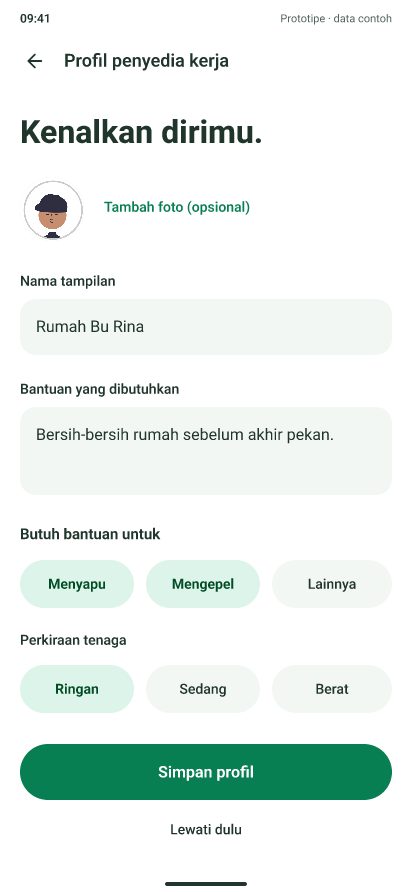 09:41
Prototipe · data contoh
Profil penyedia kerja
Kenalkan dirimu.
Tambah foto (opsional)
Nama tampilan
Rumah Bu Rina
Bantuan yang dibutuhkan
Bersih-bersih rumah sebelum akhir pekan.
Butuh bantuan untuk
Menyapu
Mengepel
Lainnya
Perkiraan tenaga
Ringan
Sedang
Berat
Simpan profil
Lewati dulu